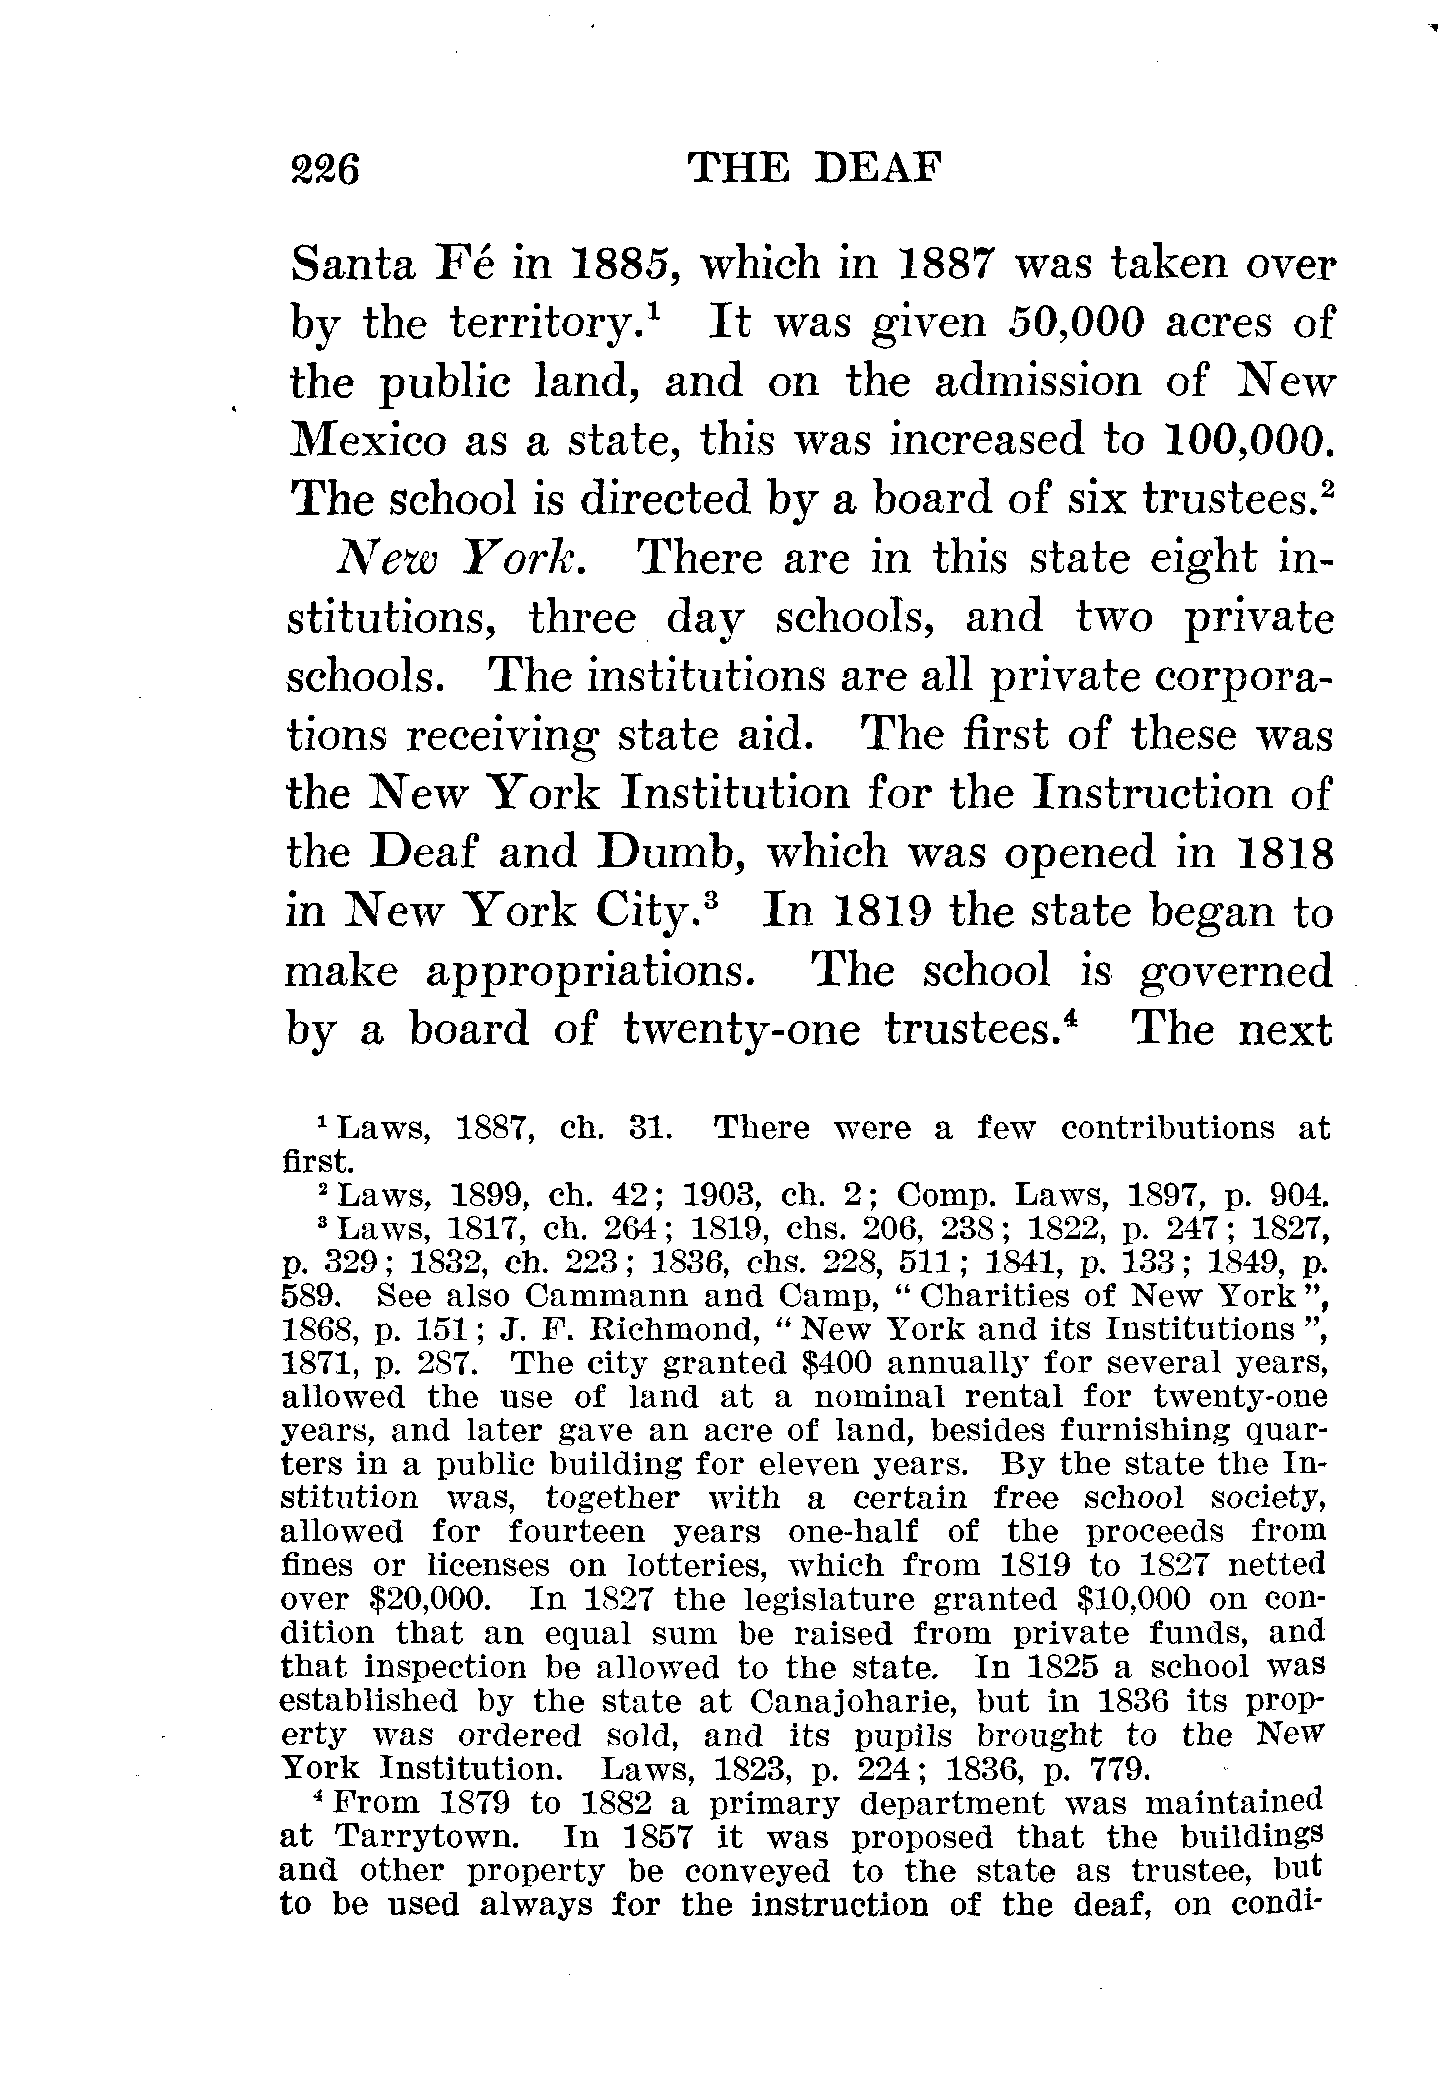 226 THE DEAF
Santa Fé in 1885, which in 1887 was taken over
by the territory.¹ It was given 50,000 acres of
the public land, and on the admission of New
Mexico as a state, this was increased to 100,000.
The school is directed by a board of six trustees.²
New York. There are in this state eight in-
stitutions, three day schools, and two private
schools. The institutions are all private corpora-
tions receiving state aid. The first of these was
the New York Institution for the Instruction of
the Deaf and Dumb, which was opened in 1818
in New York City.³ In 1819 the state began to
make appropriations. The school is governed
by a board of twenty-one trustees.⁴ The next
¹ Laws, 1887, ch. 31. There were a few contributions at
first.
² Laws, 1899, ch. 42; 1903, ch. 2; Comp. Laws, 1897, p. 904.
³ Laws, 1817, ch. 264; 1819, chs. 206, 238; 1822, p. 247; 1827,
p. 329; 1832, ch. 223; 1836, chs. 228, 511; 1841, p. 133; 1849, p.
589. See also Cammann and Camp, "Charities of New York",
1868, p. 151; J. F. Richmond, "New York and its Institutions",
1871, p. 287. The city granted $400 annually for several years,
allowed the use of land at a nominal rental for twenty-one
years, and later gave an acre of land, besides furnishing quar-
ters in a public building for eleven years. By the state the In-
stitution was, together with a certain free school society,
allowed for fourteen years one-half of the proceeds from
fines or licenses on lotteries, which from 1819 to 1827 netted
over $20,000. In 1827 the legislature granted $10,000 on con-
dition that an equal sum be raised from private funds, and
that inspection be allowed to the state. In 1825 a school was
established by the state at Canajoharie, but in 1836 its prop-
erty was ordered sold, and its pupils brought to the New
York Institution. Laws, 1823, p. 224; 1836, p. 779.
⁴ From 1879 to 1882 a primary department was maintained
at Tarrytown. In 1857 it was proposed that the buildings
and other property be conveyed to the state as trustee, but
to be used always for the instruction of the deaf, on condi-